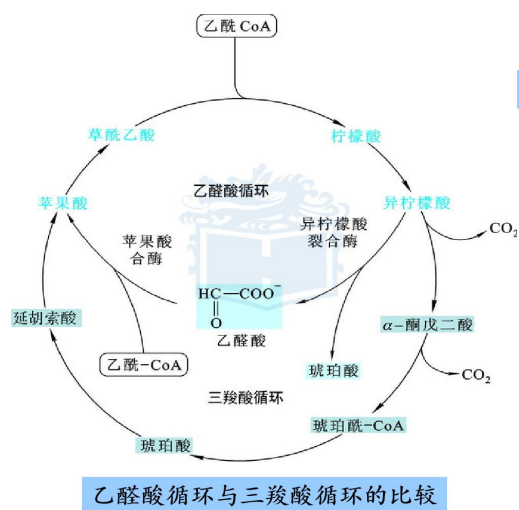 乙酰 CoA
草酰乙酸
柠檬酸
苹果酸
乙醛酸循环
异柠檬酸
苹果酸
合酶
异柠檬酸
裂合酶
CO₂
HC—COO⁻
O
乙醛酸
延胡索酸
α-酮戊二酸
乙酰-CoA
琥珀酸
CO₂
三羧酸循环
琥珀酰-CoA
琥珀酸
乙醛酸循环与三羧酸循环的比较